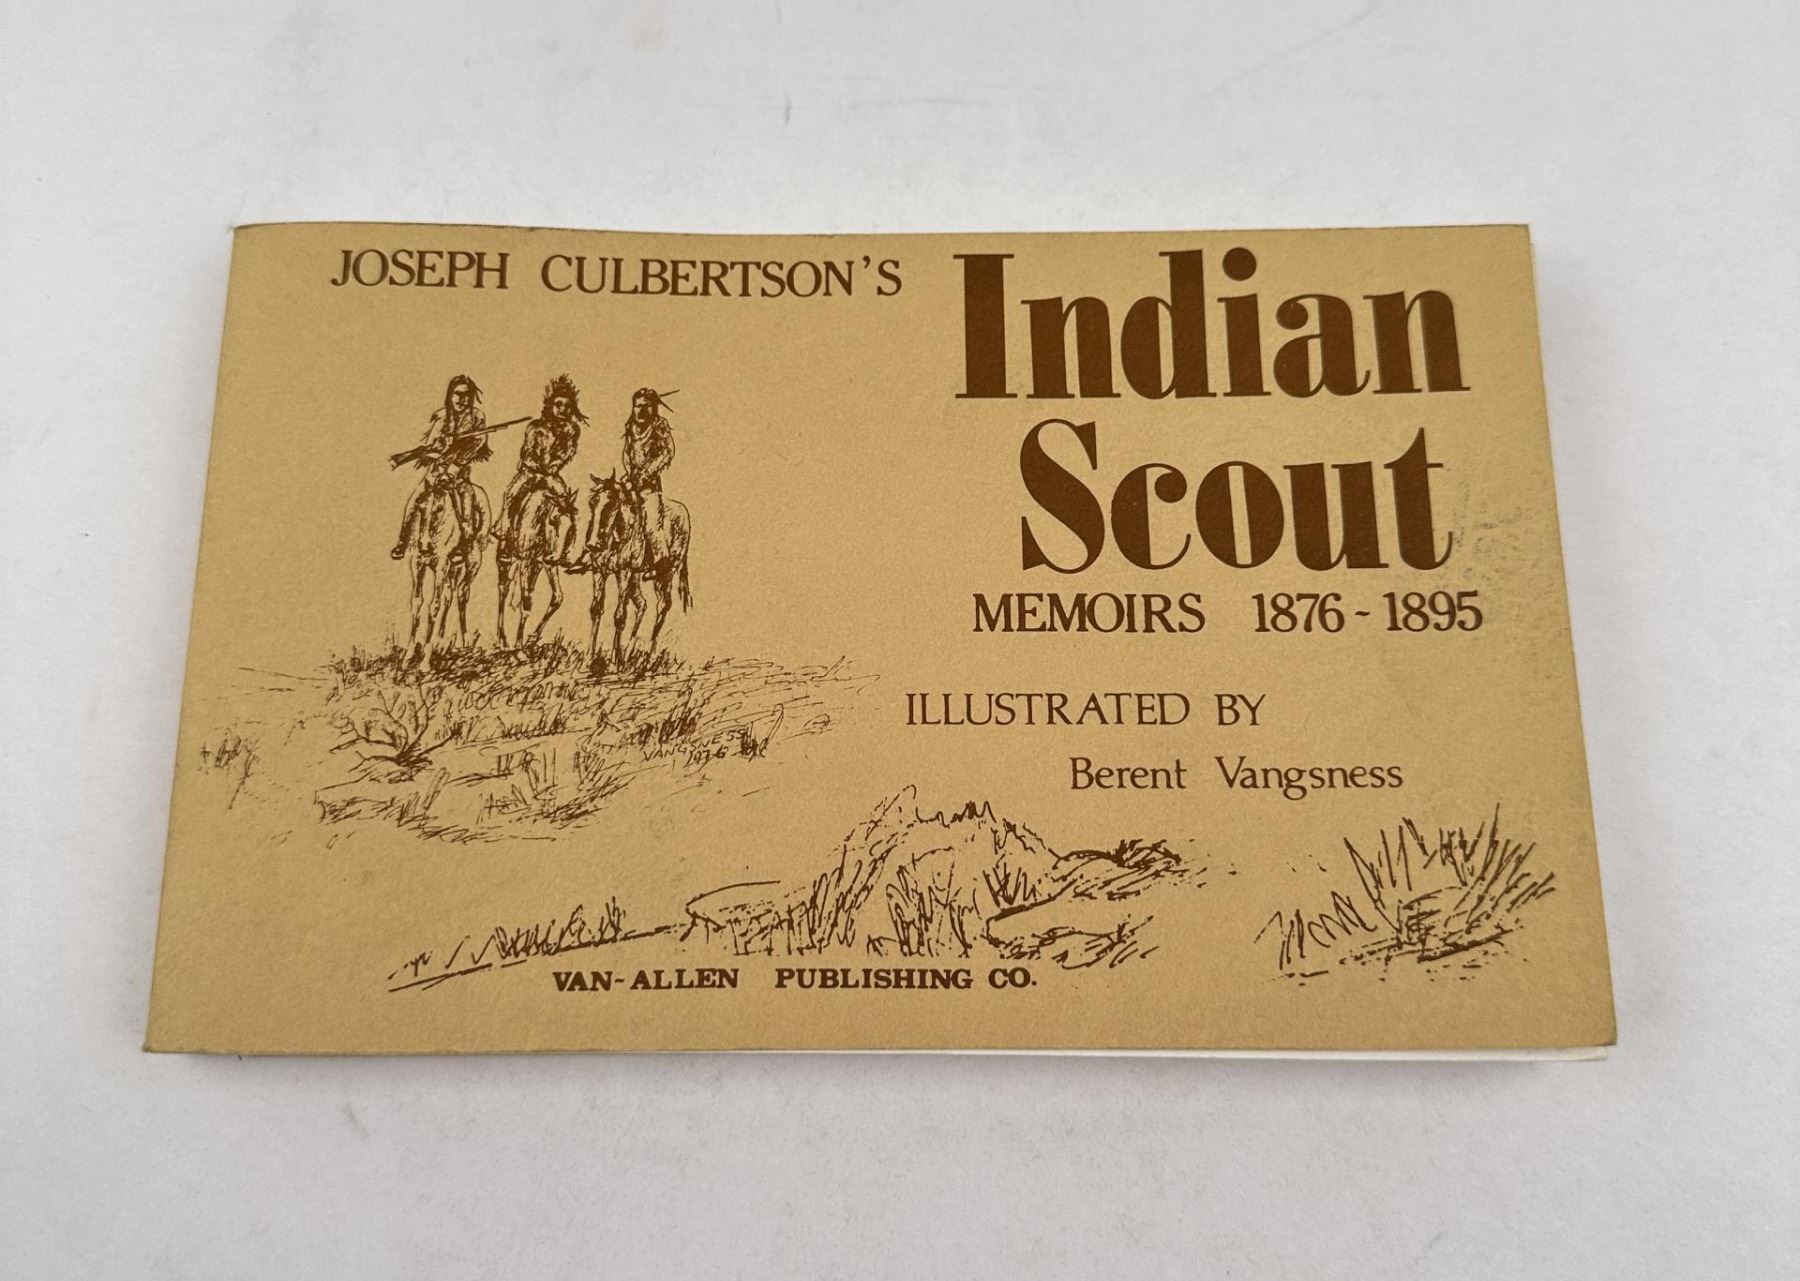 JOSEPH CULBERTSON'S
Indian
Scout
MEMOIRS 1876-1895
ILLUSTRATED BY
Berent Vangsness
VANGSNESS
1976
VAN-ALLEN PUBLISHING CO.